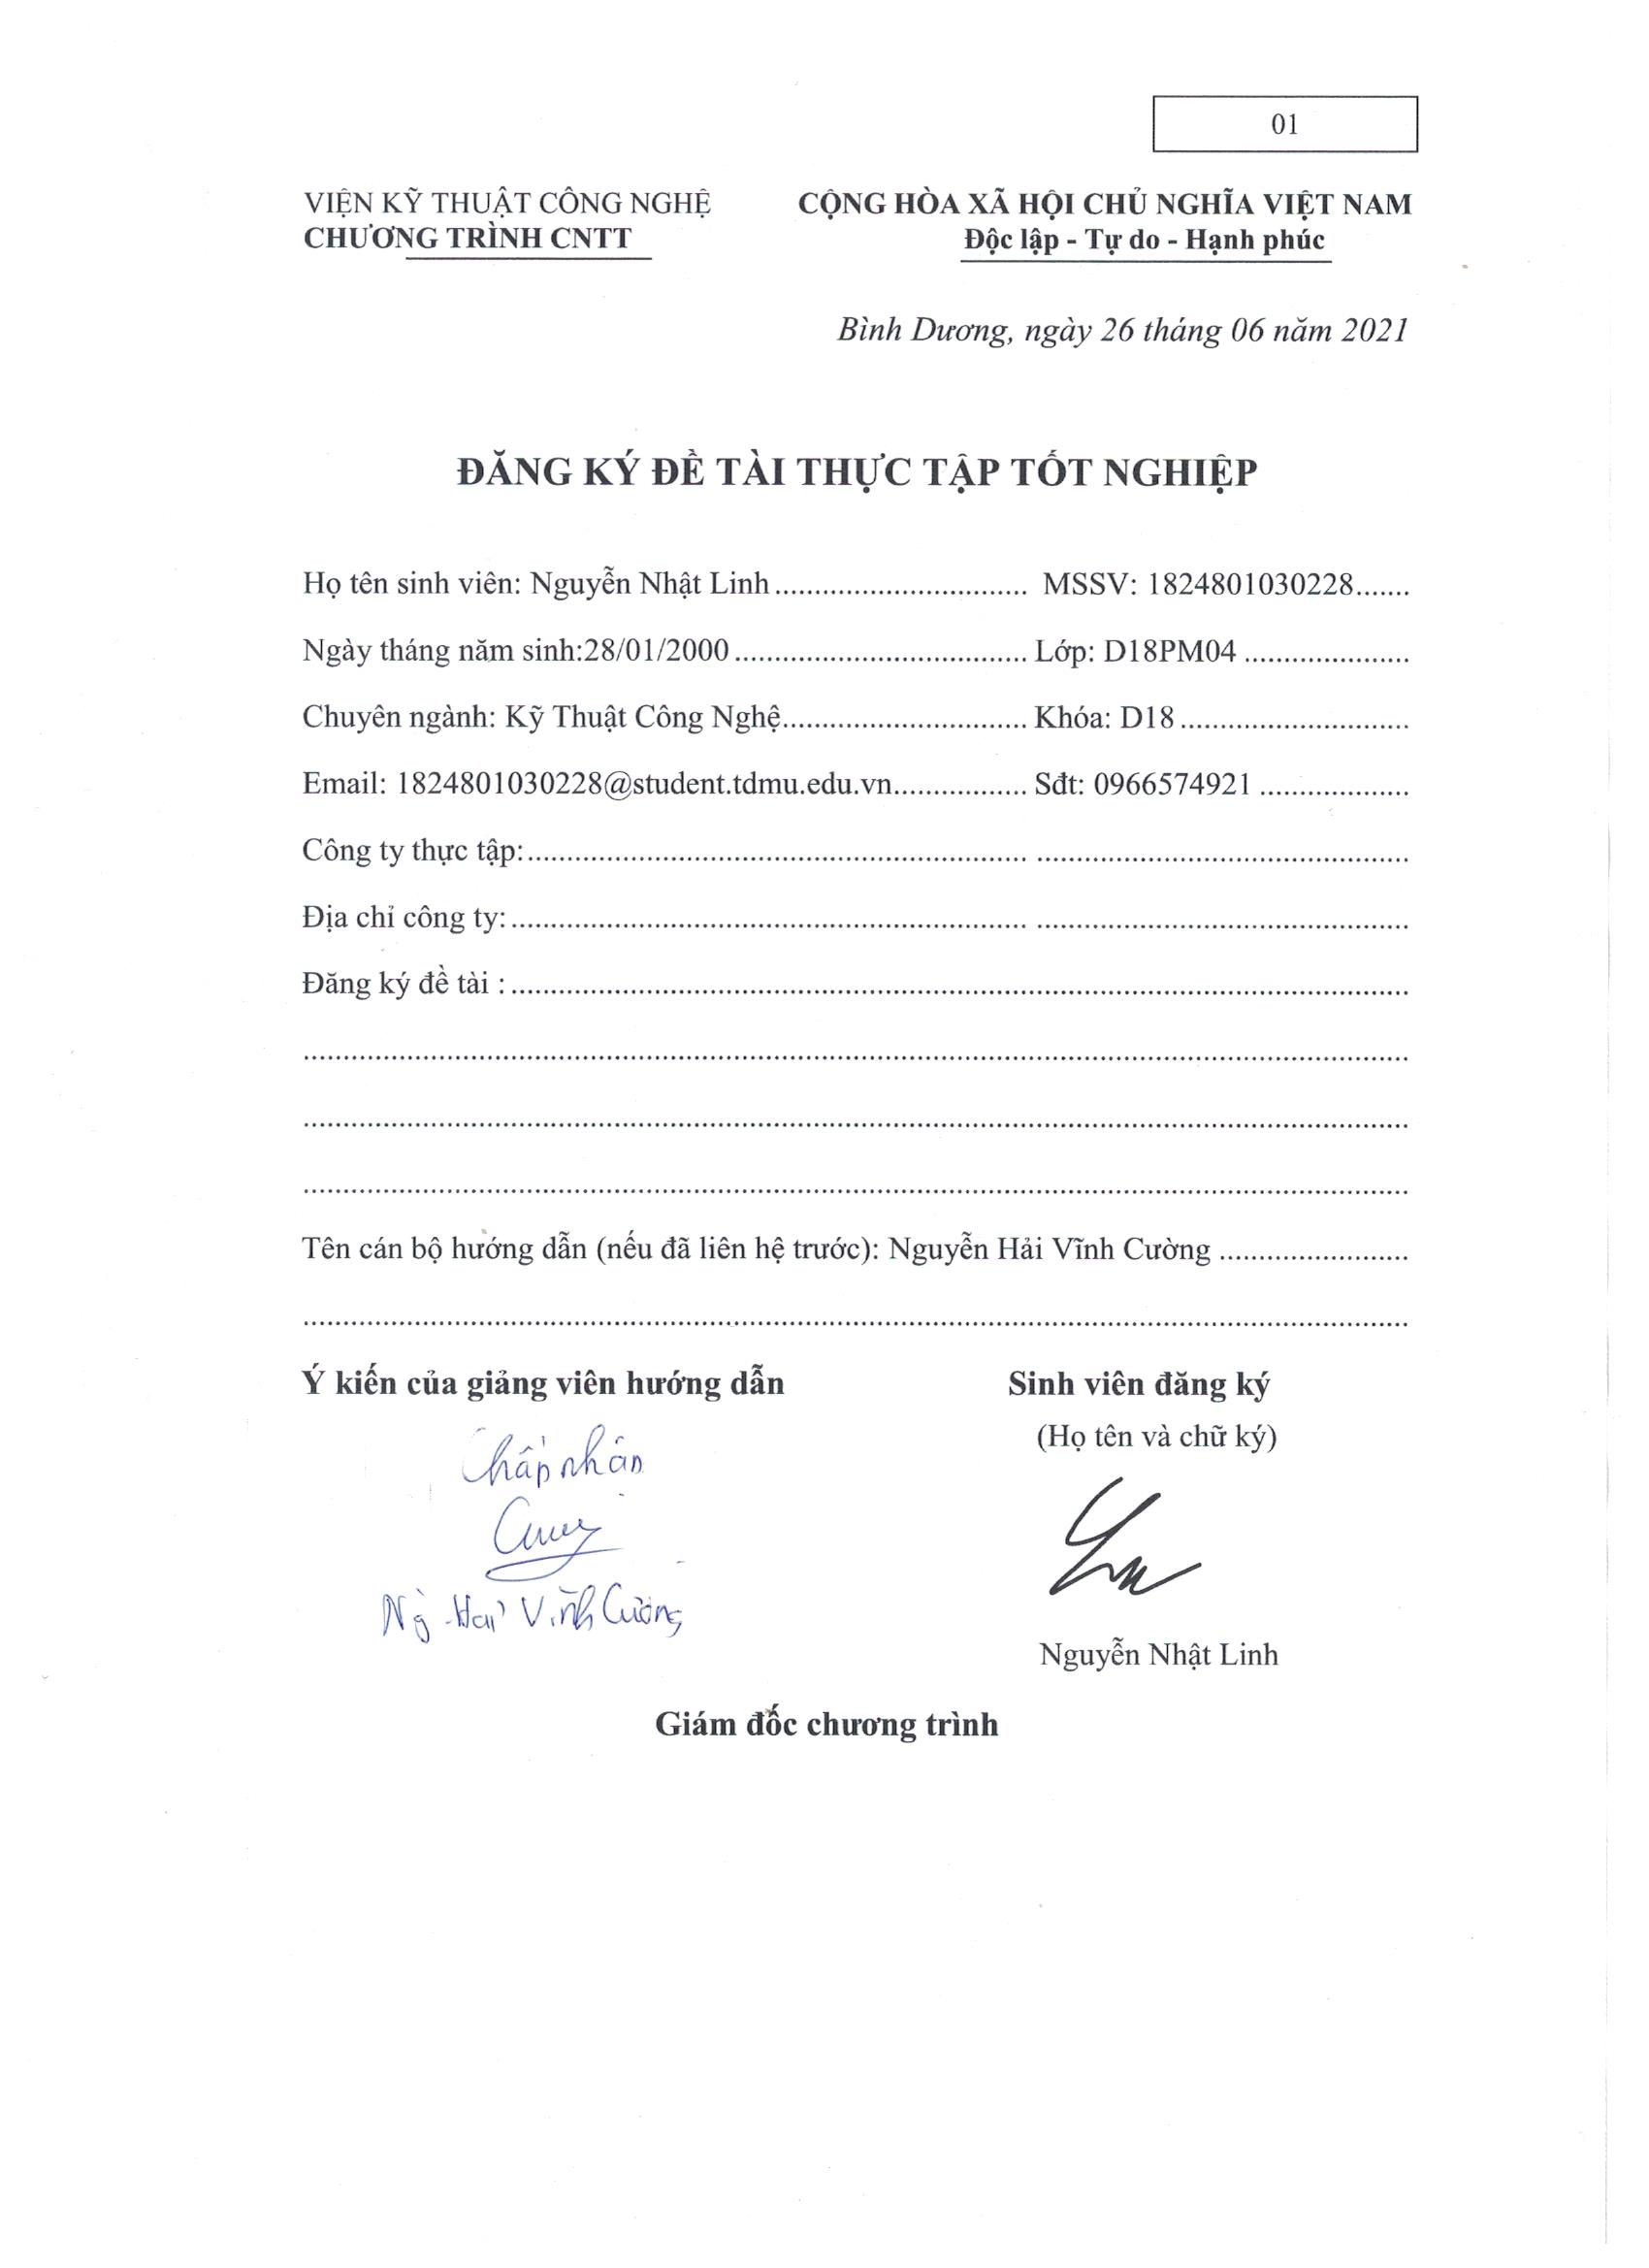 01
VIỆN KỸ THUẬT CÔNG NGHỆ
CHƯƠNG TRÌNH CNTT
CỘNG HÒA XÃ HỘI CHỦ NGHĨA VIỆT NAM
Độc lập - Tự do - Hạnh phúc
Bình Dương, ngày 26 tháng 06 năm 2021
ĐĂNG KÝ ĐỀ TÀI THỰC TẬP TỐT NGHIỆP
Họ tên sinh viên: Nguyễn Nhật Linh ................................ MSSV: 1824801030228.......
Ngày tháng năm sinh:28/01/2000 ..................................... Lớp: D18PM04 .....................
Chuyên ngành: Kỹ Thuật Công Nghệ............................... Khóa: D18 .............................
Email: 1824801030228@student.tdmu.edu.vn................. Sđt: 0966574921 ...................
Công ty thực tập:................................................................ ...............................................
Địa chỉ công ty: .................................................................. ...............................................
Đăng ký đề tài : ..................................................................................................................
Tên cán bộ hướng dẫn (nếu đã liên hệ trước): Nguyễn Hải Vĩnh Cường ........................
Ý kiến của giảng viên hướng dẫn
Chấp nhận
Ng Hải Vĩnh Cường
Sinh viên đăng ký
(Họ tên và chữ ký)
Nguyễn Nhật Linh
Giám đốc chương trình